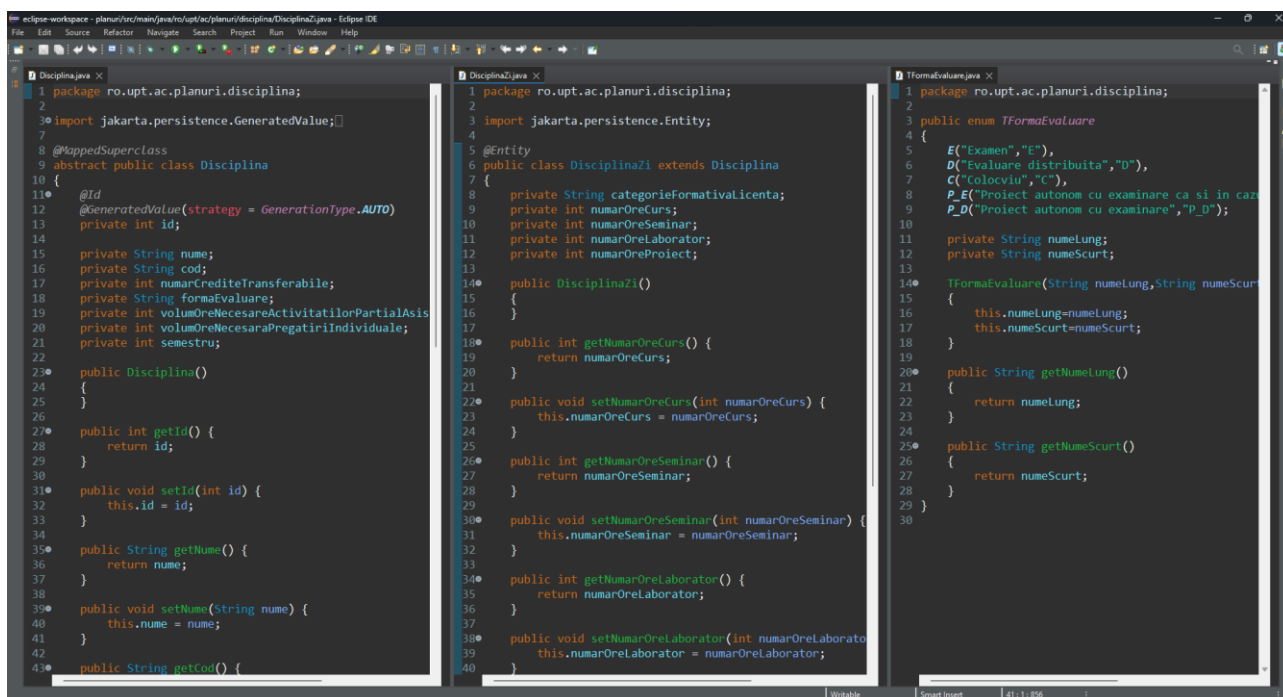 eclipse-workspace - planuri/src/main/java/ro/upt/ac/planuri/disciplina/DisciplinaZi.java - Eclipse IDE
File Edit Source Refactor Navigate Search Project Run Window Help
Disciplina.java
1 package ro.upt.ac.planuri.disciplina;
2
3 import jakarta.persistence.GeneratedValue;
7
8 @MappedSuperclass
9 abstract public class Disciplina
10 {
11 @Id
12 @GeneratedValue(strategy = GenerationType.AUTO)
13 private int id;
14
15 private String nume;
16 private String cod;
17 private int numarCrediteTransferabile;
18 private String formaEvaluare;
19 private int volumOreNecesareActivitatilorPartialAsis
20 private int volumOreNecesaraPregatiriIndividuale;
21 private int semestru;
22
23 public Disciplina()
24 {
25 }
26
27 public int getId() {
28 return id;
29 }
30
31 public void setId(int id) {
32 this.id = id;
33 }
34
35 public String getNume() {
36 return nume;
37 }
38
39 public void setNume(String nume) {
40 this.nume = nume;
41 }
42
43 public String getCod() {
DisciplinaZi.java
1 package ro.upt.ac.planuri.disciplina;
2
3 import jakarta.persistence.Entity;
4
5 @Entity
6 public class DisciplinaZi extends Disciplina
7 {
8 private String categorieFormativaLicenta;
9 private int numarOreCurs;
10 private int numarOreSeminar;
11 private int numarOreLaborator;
12 private int numarOreProiect;
13
14 public DisciplinaZi()
15 {
16 }
17
18 public int getNumarOreCurs() {
19 return numarOreCurs;
20 }
21
22 public void setNumarOreCurs(int numarOreCurs) {
23 this.numarOreCurs = numarOreCurs;
24 }
25
26 public int getNumarOreSeminar() {
27 return numarOreSeminar;
28 }
29
30 public void setNumarOreSeminar(int numarOreSeminar) {
31 this.numarOreSeminar = numarOreSeminar;
32 }
33
34 public int getNumarOreLaborator() {
35 return numarOreLaborator;
36 }
37
38 public void setNumarOreLaborator(int numarOreLaborato
39 this.numarOreLaborator = numarOreLaborator;
40 }
TFormaEvaluare.java
1 package ro.upt.ac.planuri.disciplina;
2
3 public enum TFormaEvaluare
4 {
5 E("Examen","E"),
6 D("Evaluare distribuita","D"),
7 C("Colocviu","C"),
8 P_E("Proiect autonom cu examinare ca si in cazu
9 P_D("Proiect autonom cu examinare","P_D");
10
11 private String numeLung;
12 private String numeScurt;
13
14 TFormaEvaluare(String numeLung,String numeScurt
15 {
16 this.numeLung=numeLung;
17 this.numeScurt=numeScurt;
18 }
19
20 public String getNumeLung()
21 {
22 return numeLung;
23 }
24
25 public String getNumeScurt()
26 {
27 return numeScurt;
28 }
29 }
30
Writable Smart Insert 41 : 1 : 856